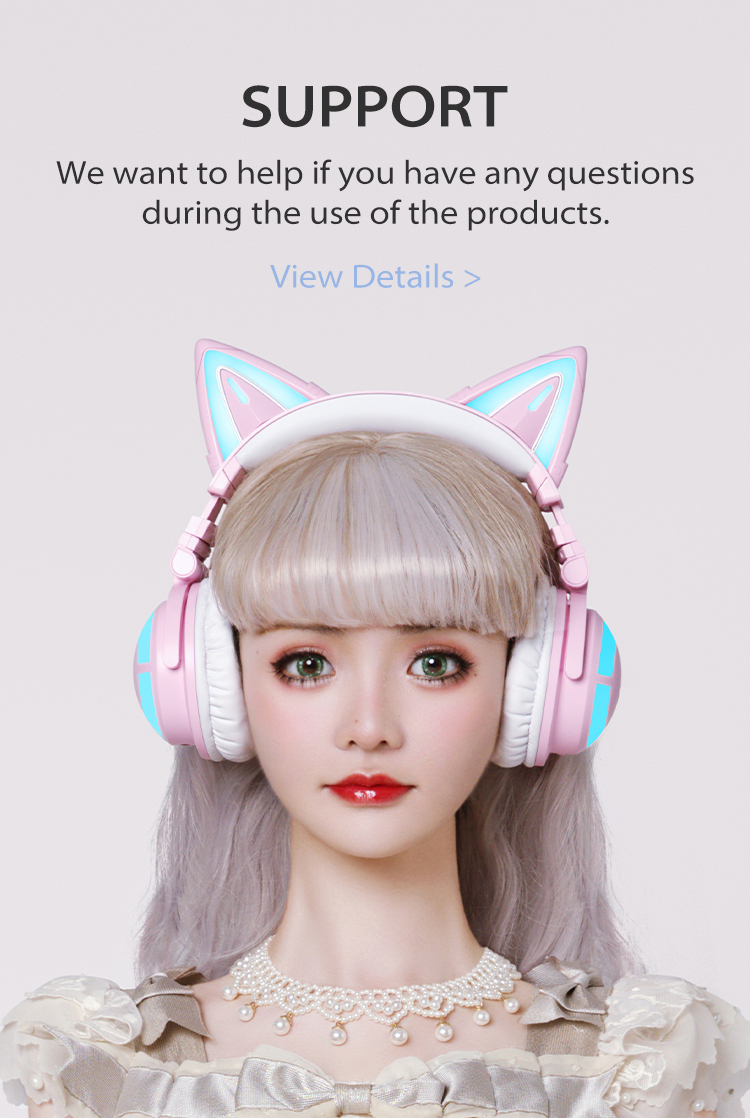 SUPPORT
We want to help if you have any questions
during the use of the products.
View Details >